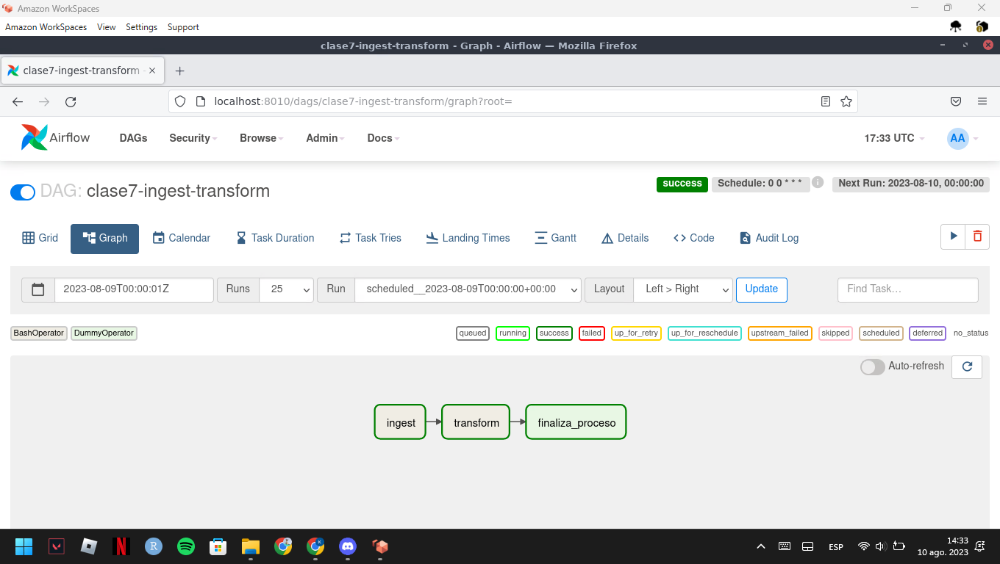 Amazon WorkSpaces
Amazon WorkSpaces View Settings Support
clase7-ingest-transform - Graph - Airflow — Mozilla Firefox
clase7-ingest-transform -
localhost:8010/dags/clase7-ingest-transform/graph?root=
Airflow DAGs Security Browse Admin Docs 17:33 UTC AA
DAG: clase7-ingest-transform success Schedule: 0 0 * * * Next Run: 2023-08-10, 00:00:00
Grid Graph Calendar Task Duration Task Tries Landing Times Gantt Details Code Audit Log
2023-08-09T00:00:01Z Runs 25 Run scheduled__2023-08-09T00:00:00+00:00 Layout Left > Right Update Find Task...
BashOperator DummyOperator queued running success failed up_for_retry up_for_reschedule upstream_failed skipped scheduled deferred no_status
Auto-refresh
ingest transform finaliza_proceso
ESP 14:33
10 ago. 2023